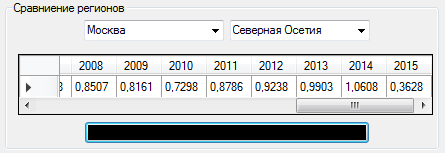 Сравнение регионов
Москва Северная Осетия
2008 2009 2010 2011 2012 2013 2014 2015
0,8507 0,8161 0,7298 0,8786 0,9238 0,9903 1,0608 0,3628